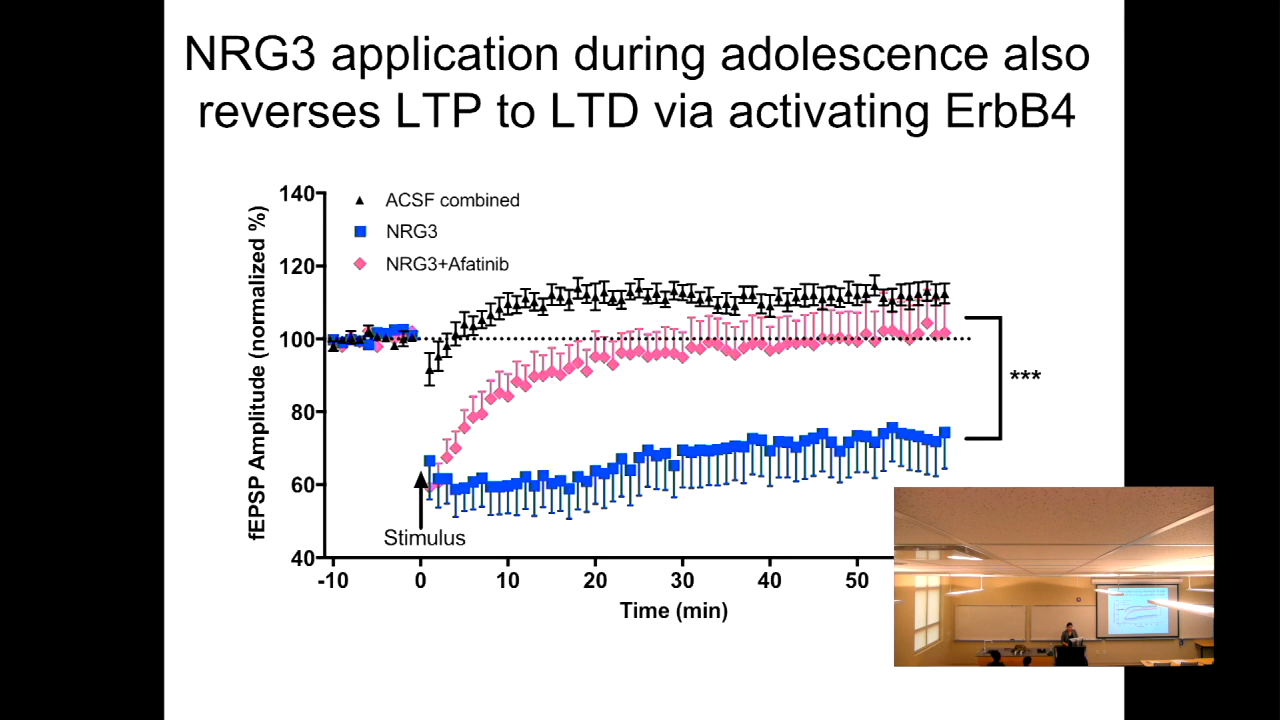 NRG3 application during adolescence also
reverses LTP to LTD via activating ErbB4
140
120
100
80
60
40
fEPSP Amplitude (normalized %)
ACSF combined
NRG3
NRG3+Afatinib
***
Stimulus
-10
0
10
20
30
40
50
Time (min)